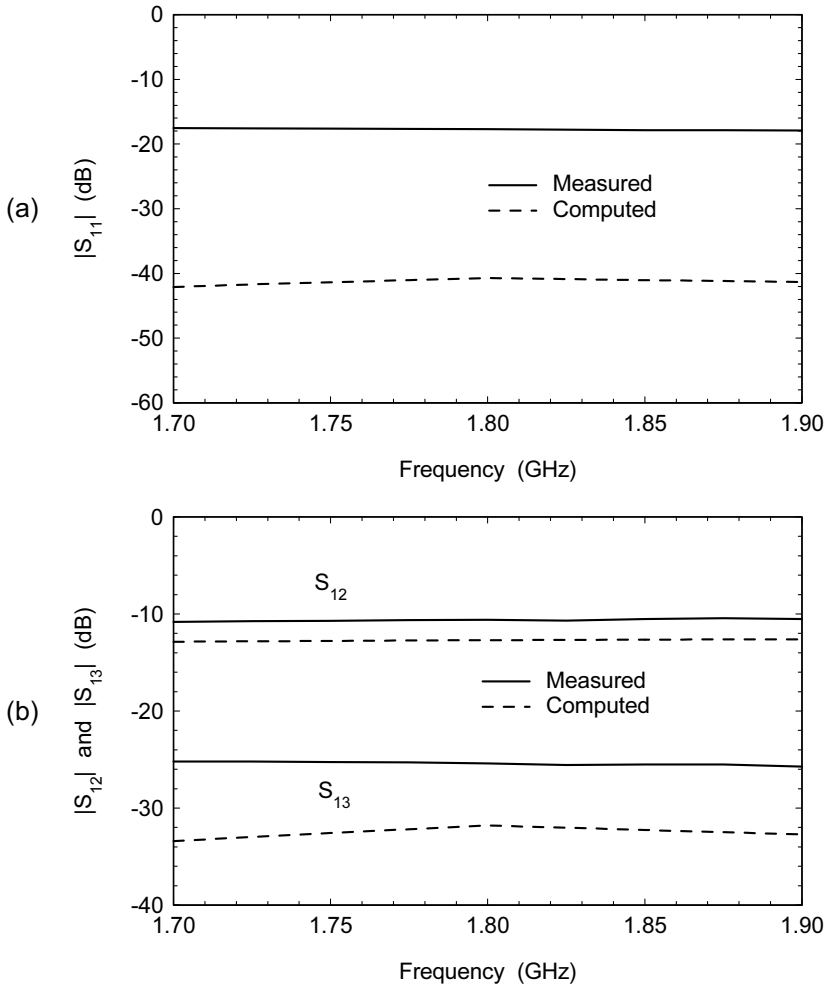 (a)
|S11| (dB)
0
-10
-20
-30
-40
-50
-60
Measured
Computed
1.70
1.75
1.80
1.85
1.90
Frequency (GHz)
(b)
|S12| and |S13| (dB)
0
-10
-20
-30
-40
S12
Measured
Computed
S13
1.70
1.75
1.80
1.85
1.90
Frequency (GHz)